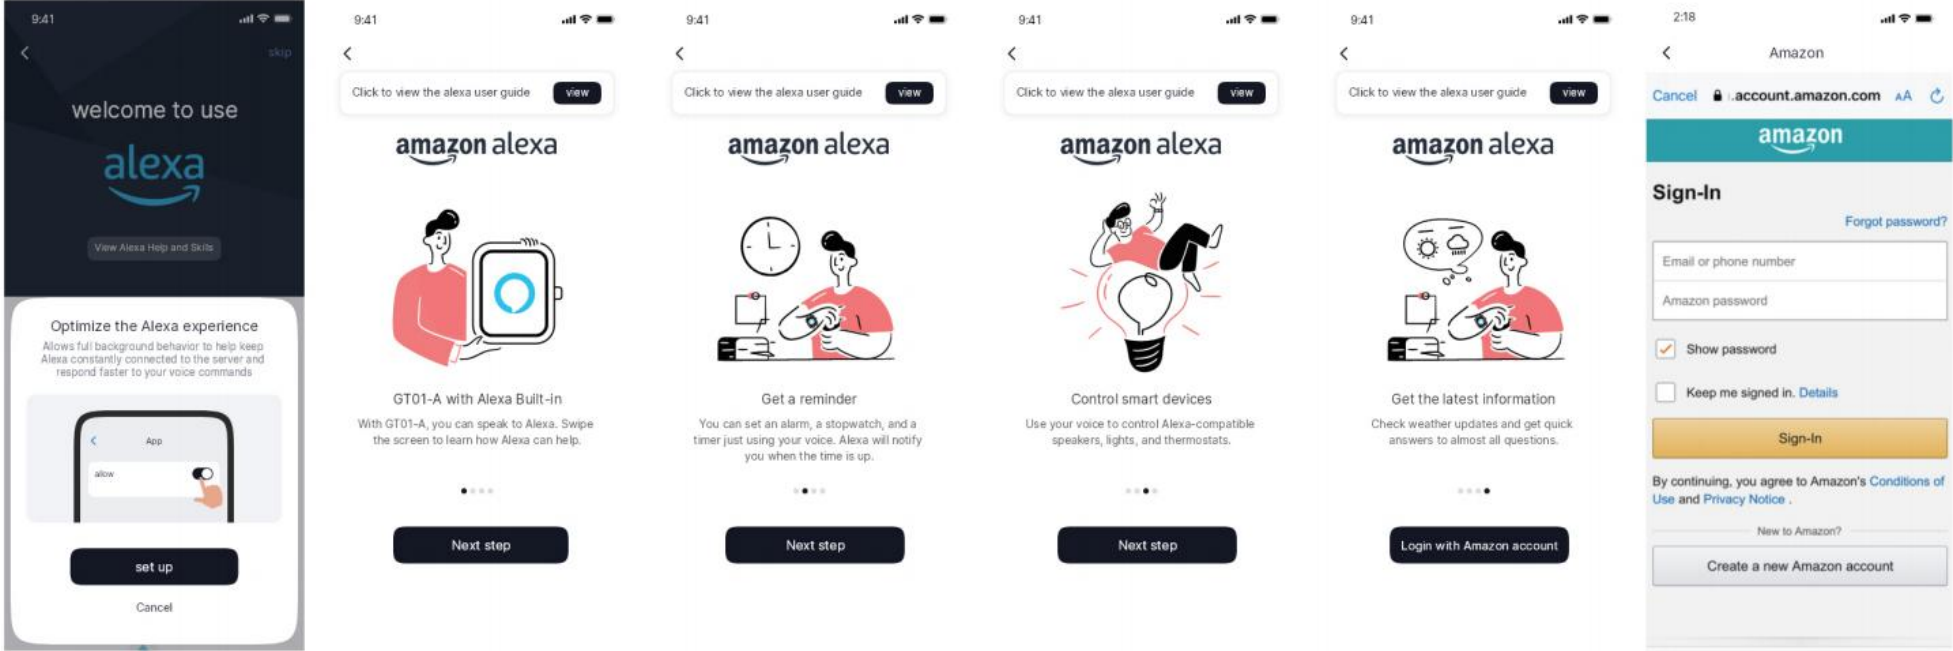 9:41
skip
welcome to use
alexa
View Alexa Help and Skills
Optimize the Alexa experience
Allows full background behavior to help keep
Alexa constantly connected to the server and
respond faster to your voice commands
App
allow
set up
Cancel
9:41
Click to view the alexa user guide
view
amazon alexa
GT01-A with Alexa Built-in
With GT01-A, you can speak to Alexa. Swipe
the screen to learn how Alexa can help.
Next step
9:41
Click to view the alexa user guide
view
amazon alexa
Get a reminder
You can set an alarm, a stopwatch, and a
timer just using your voice. Alexa will notify
you when the time is up.
Next step
9:41
Click to view the alexa user guide
view
amazon alexa
Control smart devices
Use your voice to control Alexa-compatible
speakers, lights, and thermostats.
Next step
9:41
Click to view the alexa user guide
view
amazon alexa
Get the latest information
Check weather updates and get quick
answers to almost all questions.
Login with Amazon account
2:18
Amazon
Cancel
.account.amazon.com
AA
amazon
Sign-In
Forgot password?
Email or phone number
Amazon password
Show password
Keep me signed in. Details
Sign-In
By continuing, you agree to Amazon's Conditions of
Use and Privacy Notice .
New to Amazon?
Create a new Amazon account